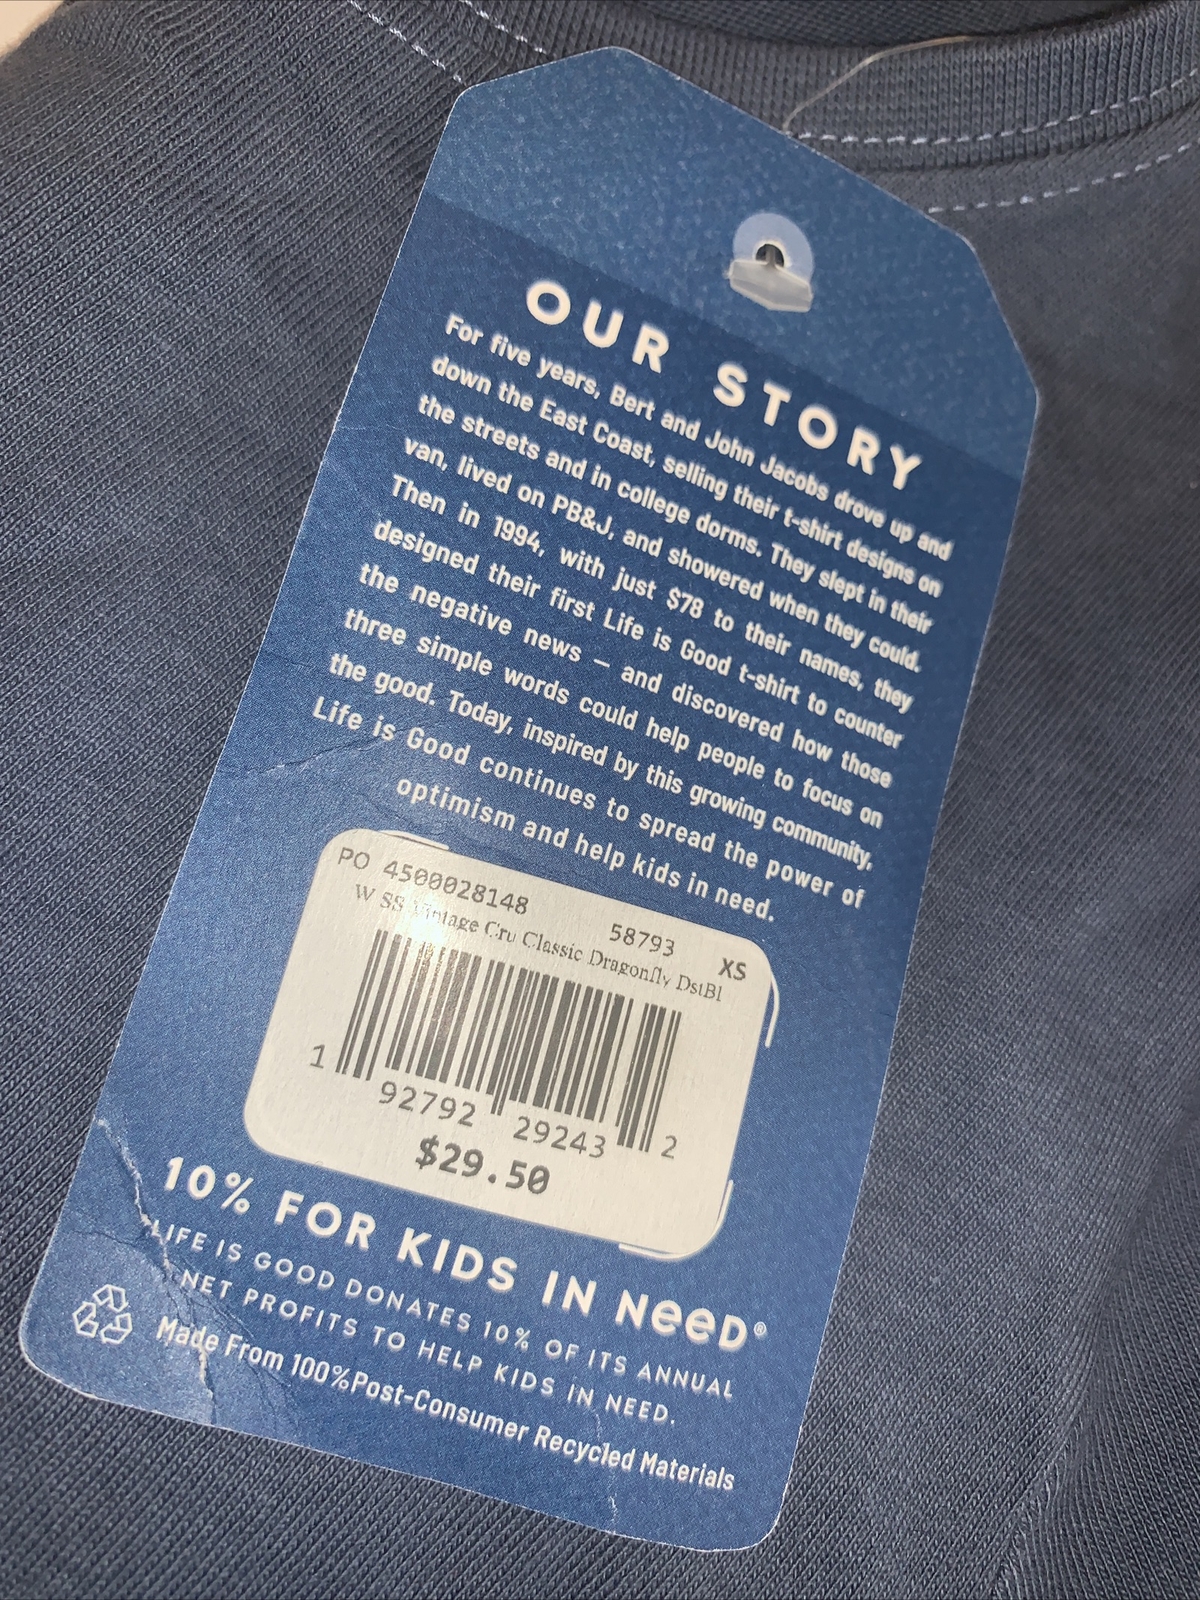 OUR STORY
For five years, Bert and John Jacobs drove up and
down the East Coast, selling their t-shirt designs on
the streets and in college dorms. They slept in their
van, lived on PB&J, and showered when they could.
Then in 1994, with just $78 to their names, they
designed their first Life is Good t-shirt to counter
the negative news – and discovered how those
three simple words could help people to focus on
the good. Today, inspired by this growing community,
Life is Good continues to spread the power of
optimism and help kids in need.
PO 4500028148 58793 XS
W SS Vintage Cru Classic Dragonfly DstBl
1 92792 29243 2
$29.50
10% FOR KIDS IN NeeD®
LIFE IS GOOD DONATES 10% OF ITS ANNUAL
NET PROFITS TO HELP KIDS IN NEED.
Made From 100%Post-Consumer Recycled Materials